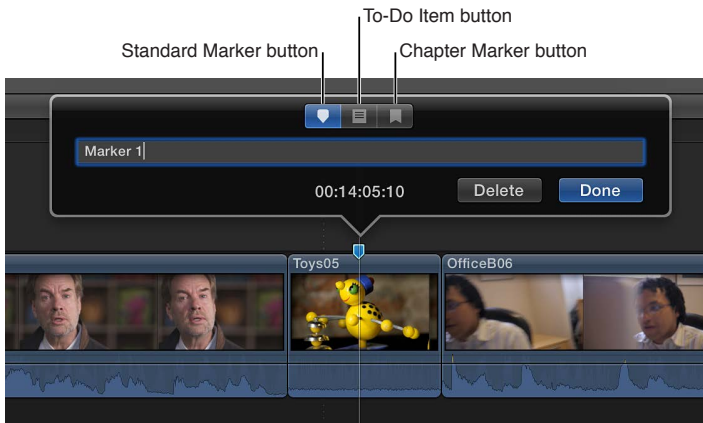 To-Do Item button
Standard Marker button
Chapter Marker button
Marker 1
00:14:05:10
Delete
Done
Toys05
OfficeB06